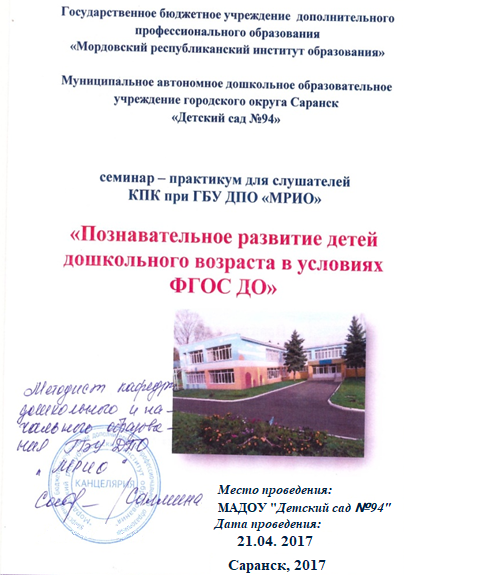 Государственное бюджетное учреждение дополнительного
профессионального образования
«Мордовский республиканский институт образования»
Муниципальное автономное дошкольное образовательное
учреждение городского округа Саранск
«Детский сад №94»
семинар – практикум для слушателей
КПК при ГБУ ДПО «МРИО»
«Познавательное развитие детей
дошкольного возраста в условиях
ФГОС ДО»
Методист кафедры
дошкольного и на-
чального образова-
ния ГБУ ДПО
"МРИО"
КАНЦЕЛЯРИЯ
Место проведения:
МАДОУ "Детский сад №94"
Дата проведения:
21.04. 2017
Саранск, 2017